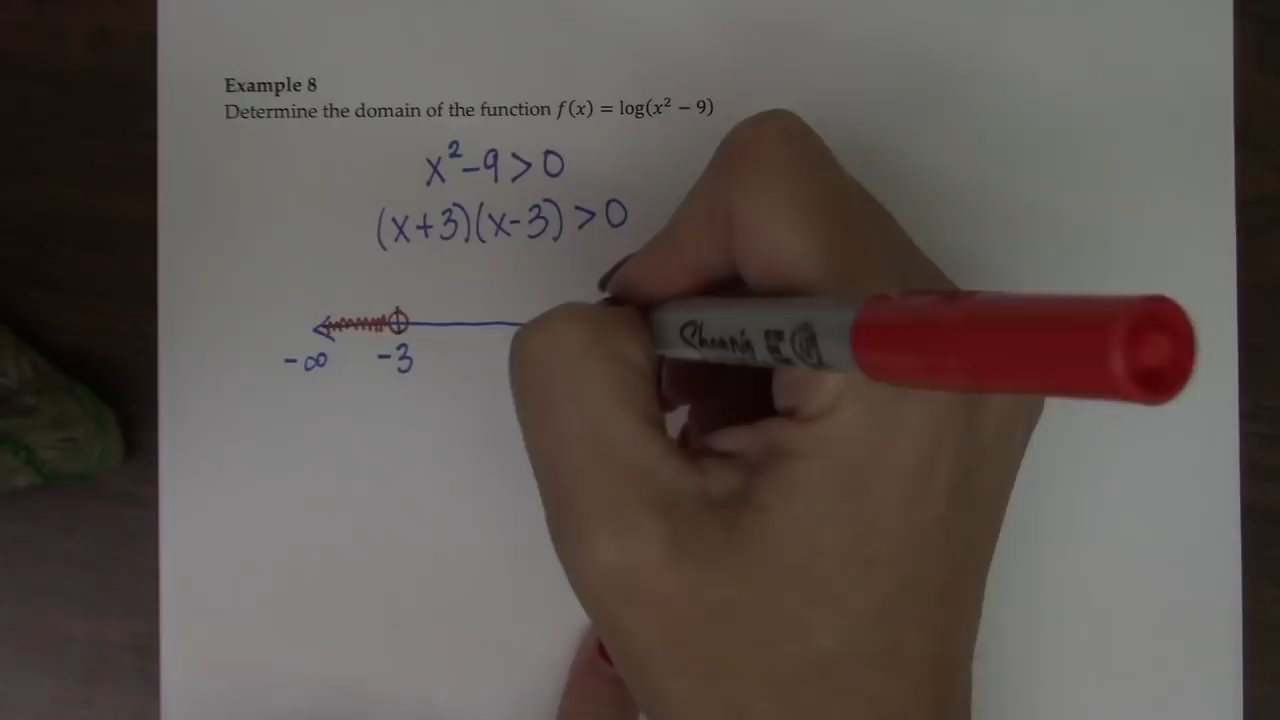 Example 8
Determine the domain of the function f(x) = log(x² − 9)
x²-9>0
(x+3)(x-3)>0
-∞ -3